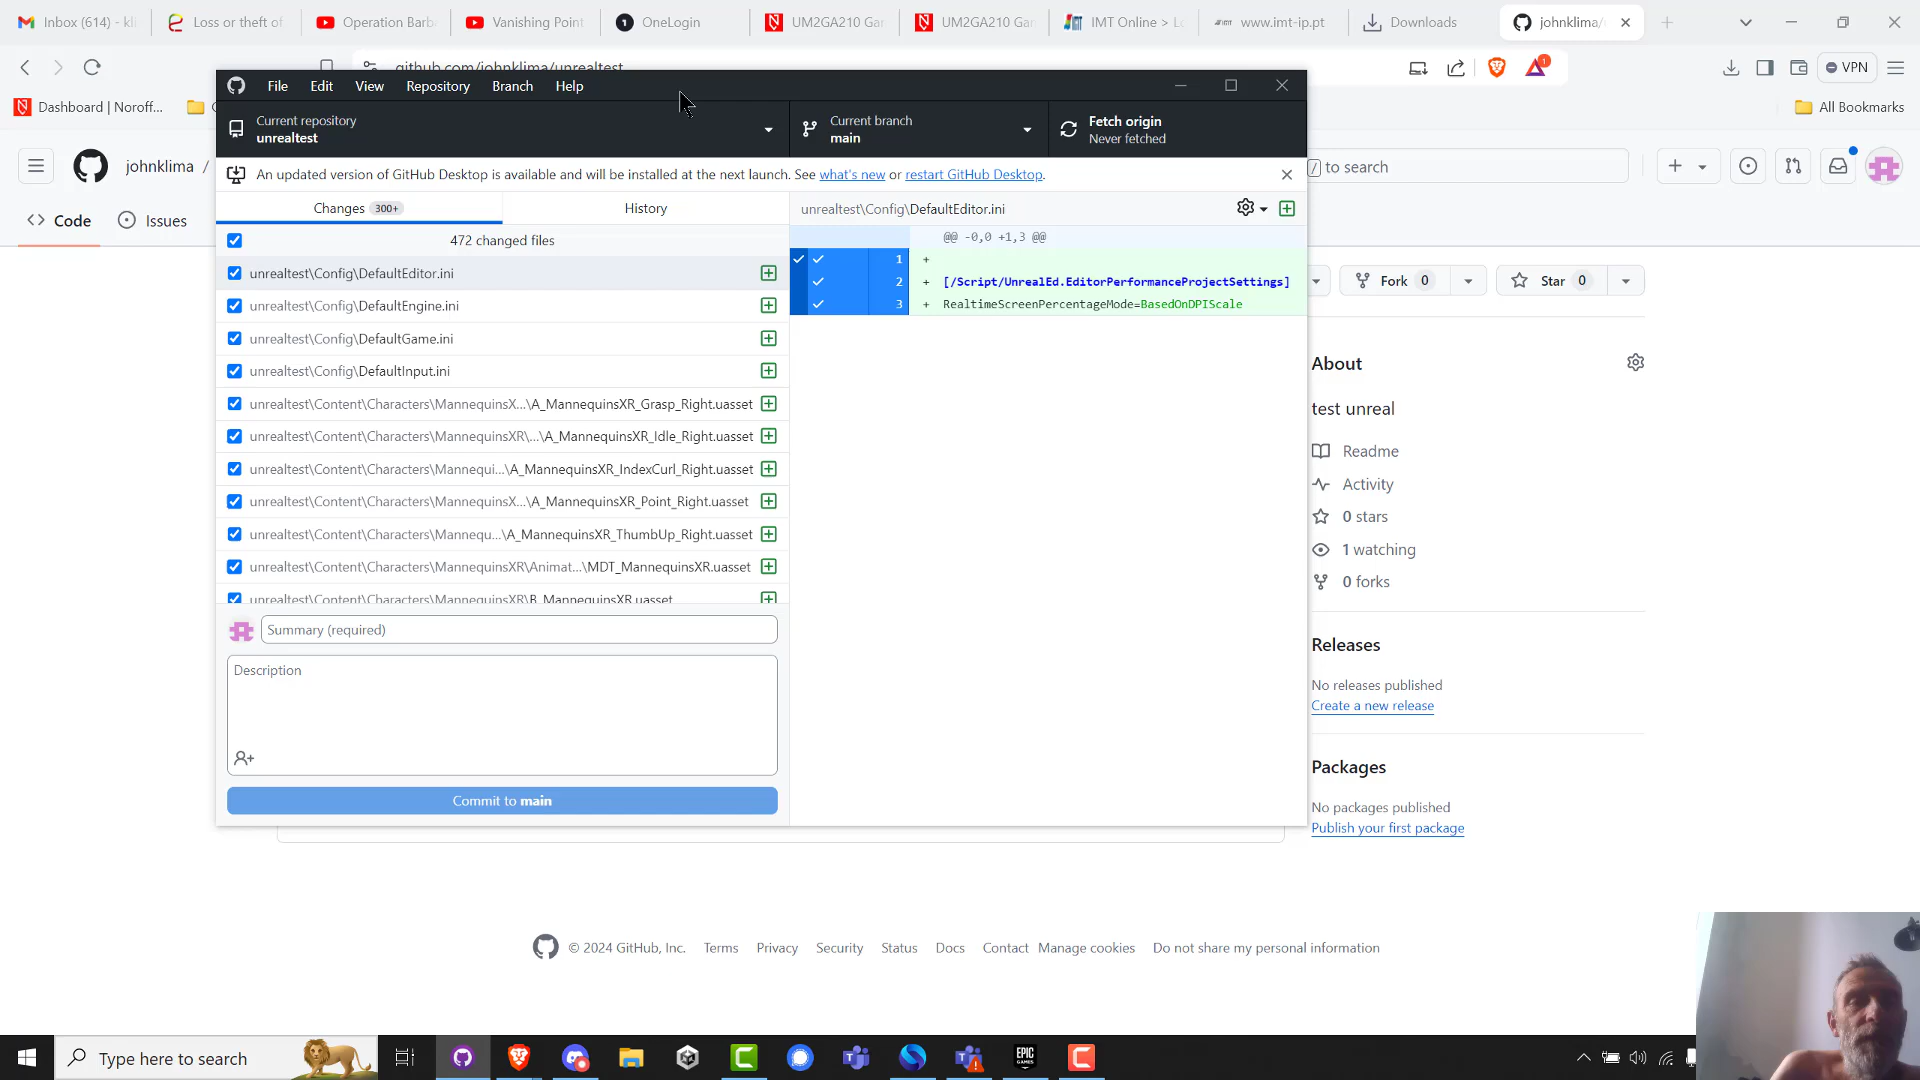 Inbox (614) - kli
Loss or theft of
Operation Barb
Vanishing Point
OneLogin
UM2GA210 Gar
UM2GA210 Gar
IMT Online > Lo
www.imt-ip.pt
Downloads
johnklima/
github.com/johnklima/unrealtest
VPN
Dashboard | Noroff...
All Bookmarks
File
Edit
View
Repository
Branch
Help
Current repository
unrealtest
Current branch
main
Fetch origin
Never fetched
johnklima /
/ to search
An updated version of GitHub Desktop is available and will be installed at the next launch. See what's new or restart GitHub Desktop.
Code
Issues
Changes 300+
History
unrealtest\Config\DefaultEditor.ini
472 changed files
@@ -0,0 +1,3 @@
unrealtest\Config\DefaultEditor.ini
unrealtest\Config\DefaultEngine.ini
unrealtest\Config\DefaultGame.ini
unrealtest\Config\DefaultInput.ini
unrealtest\Content\Characters\MannequinsX...\A_MannequinsXR_Grasp_Right.uasset
unrealtest\Content\Characters\MannequinsXR\...\A_MannequinsXR_Idle_Right.uasset
unrealtest\Content\Characters\Mannequi...\A_MannequinsXR_IndexCurl_Right.uasset
unrealtest\Content\Characters\MannequinsX...\A_MannequinsXR_Point_Right.uasset
unrealtest\Content\Characters\Mannequ...\A_MannequinsXR_ThumbUp_Right.uasset
unrealtest\Content\Characters\MannequinsXR\Animat...\MDT_MannequinsXR.uasset
unrealtest\Content\Characters\MannequinsXR\B_MannequinsXR.uasset
1 +
2 + [/Script/UnrealEd.EditorPerformanceProjectSettings]
3 + RealtimeScreenPercentageMode=BasedOnDPIScale
Summary (required)
Description
Commit to main
Fork 0
Star 0
About
test unreal
Readme
Activity
0 stars
1 watching
0 forks
Releases
No releases published
Create a new release
Packages
No packages published
Publish your first package
© 2024 GitHub, Inc.
Terms
Privacy
Security
Status
Docs
Contact
Manage cookies
Do not share my personal information
Type here to search
EPIC
GAMES